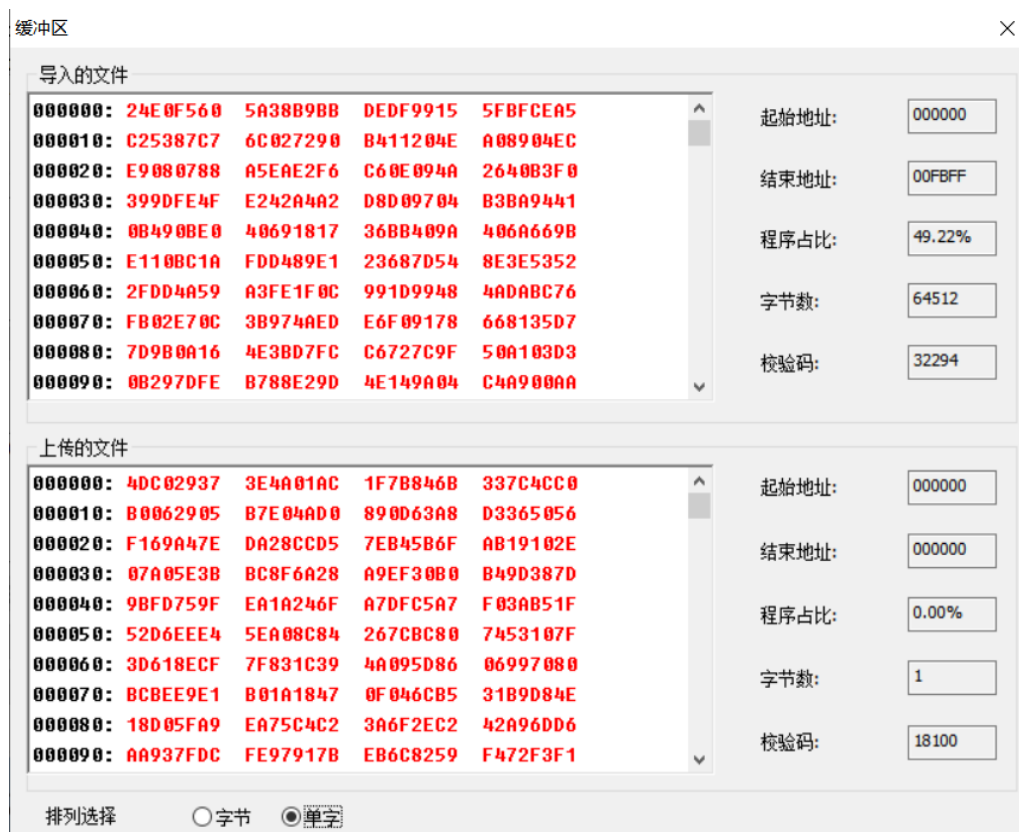 缓冲区
导入的文件
000000: 24E0F560 5A38B9BB DEDF9915 5FBFCEA5
000010: C25387C7 6C027290 B411204E A08904EC
000020: E9080788 A5EAE2F6 C60E094A 2640B3F0
000030: 399DFE4F E242A4A2 D8D09704 B3BA9441
000040: 0B490BE0 40691817 36BB409A 406A669B
000050: E110BC1A FDD489E1 23687D54 8E3E5352
000060: 2FDD4A59 A3FE1F0C 991D9948 4ADABC76
000070: FB02E70C 3B974AED E6F09178 668135D7
000080: 7D9B0A16 4E3BD7FC C6727C9F 50A103D3
000090: 0B297DFE B788E29D 4E149A04 C4A900AA
起始地址: 000000
结束地址: 00FBFF
程序占比: 49.22%
字节数: 64512
校验码: 32294
上传的文件
000000: 4DC02937 3E4A01AC 1F7B846B 337C4CC0
000010: B0062905 B7E04AD0 890D63A8 D3365056
000020: F169A47E DA28CCD5 7EB45B6F AB19102E
000030: 07A05E3B BC8F6A28 A9EF30B0 B49D387D
000040: 9BFD759F EA1A246F A7DFC5A7 F03AB51F
000050: 52D6EEE4 5EA08C84 267CBC80 7453107F
000060: 3D618ECF 7F831C39 4A095D86 06997080
000070: BCBEE9E1 B01A1847 0F046CB5 31B9D84E
000080: 18D05FA9 EA75C4C2 3A6F2EC2 42A96DD6
000090: AA937FDC FE97917B EB6C8259 F472F3F1
起始地址: 000000
结束地址: 000000
程序占比: 0.00%
字节数: 1
校验码: 18100
排列选择 字节 单字